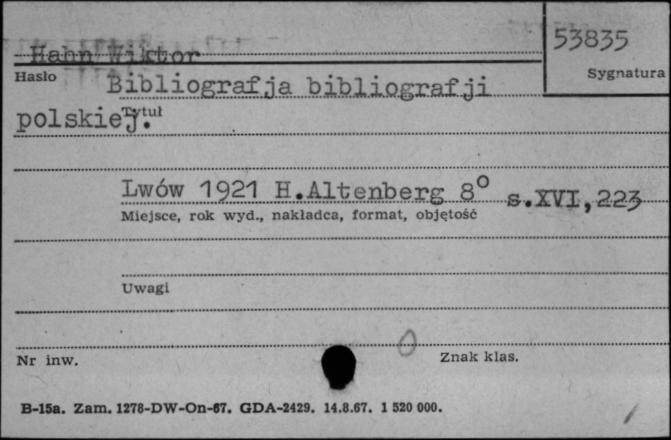 53835
Hahn Wiktor
Sygnatura
Hasło
Bibliografja bibliografji
Tytuł
polskiej.
Lwów 1921 H.Altenberg 8° s.XVI,223
Miejsce, rok wyd., nakładca, format, objętość
Uwagi
0
Nr inw.
Znak klas.
B-15a. Zam. 1278-DW-On-67. GDA-2429. 14.8.67. 1 520 000.